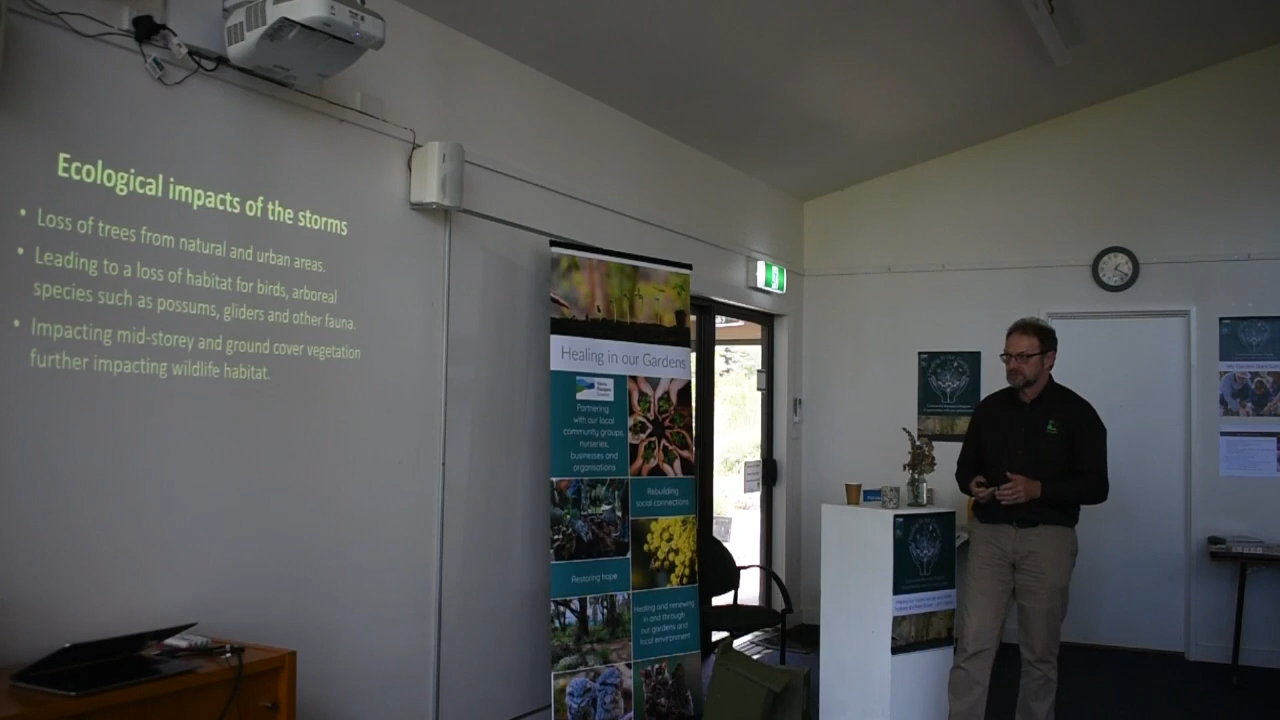 Ecological impacts of the storms
• Loss of trees from natural and urban areas.
• Leading to a loss of habitat for birds, arboreal
species such as possums, gliders and other fauna.
• Impacting mid-storey and ground cover vegetation
further impacting wildlife habitat.
Healing in our Gardens
Partnering
with our local
community groups,
nurseries,
businesses and
organisations
Rebuilding
social connections
Restoring hope
Healing and renewing
in and through
our gardens and
local environment